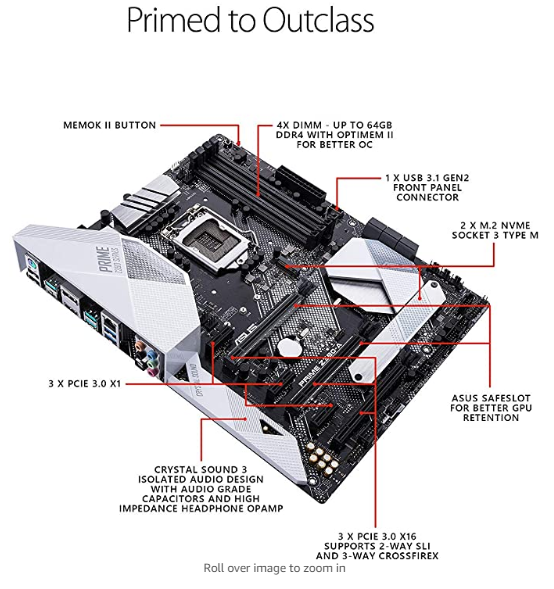 Primed to Outclass
MEMOK II BUTTON
4X DIMM - UP TO 64GB
DDR4 WITH OPTIMEM II
FOR BETTER OC
1 X USB 3.1 GEN2
FRONT PANEL
CONNECTOR
2 X M.2 NVME
SOCKET 3 TYPE M
PRIME
ASUS
PRIME Z390-A
CRYSTAL SOUND
3 X PCIE 3.0 X1
ASUS SAFESLOT
FOR BETTER GPU
RETENTION
CRYSTAL SOUND 3
ISOLATED AUDIO DESIGN
WITH AUDIO GRADE
CAPACITORS AND HIGH
IMPEDANCE HEADPHONE OPAMP
3 X PCIE 3.0 X16
SUPPORTS 2-WAY SLI
AND 3-WAY CROSSFIREX
Roll over image to zoom in